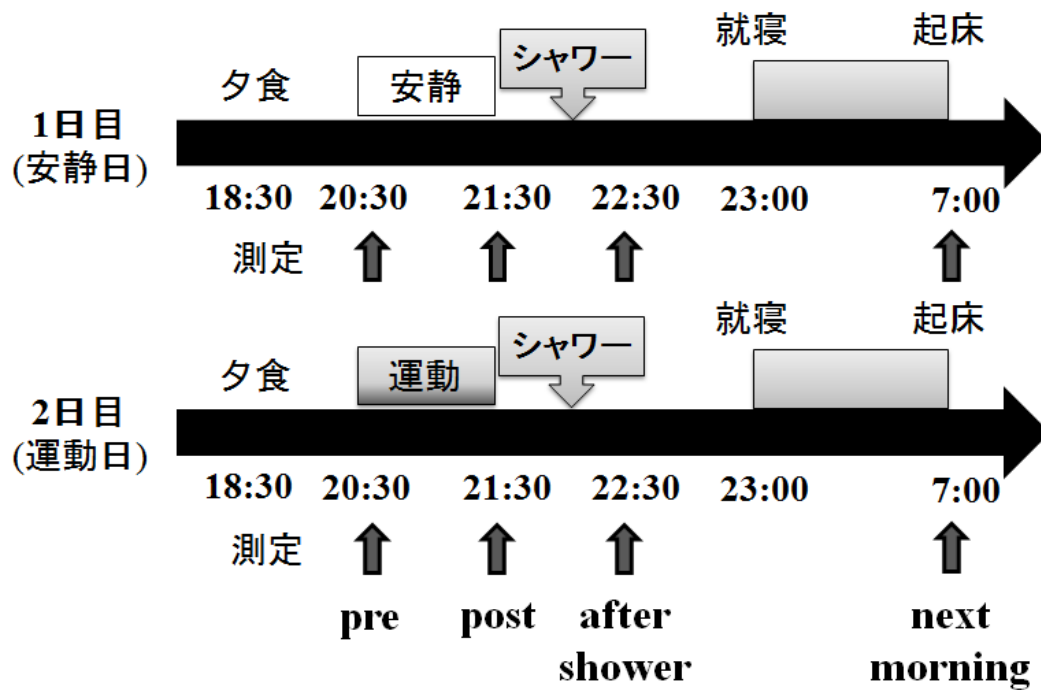 就寝 起床
シャワー
夕食 安静
1日目
(安静日)
18:30 20:30 21:30 22:30 23:00 7:00
測定
就寝 起床
シャワー
夕食 運動
2日目
(運動日)
18:30 20:30 21:30 22:30 23:00 7:00
測定
pre post after shower next morning